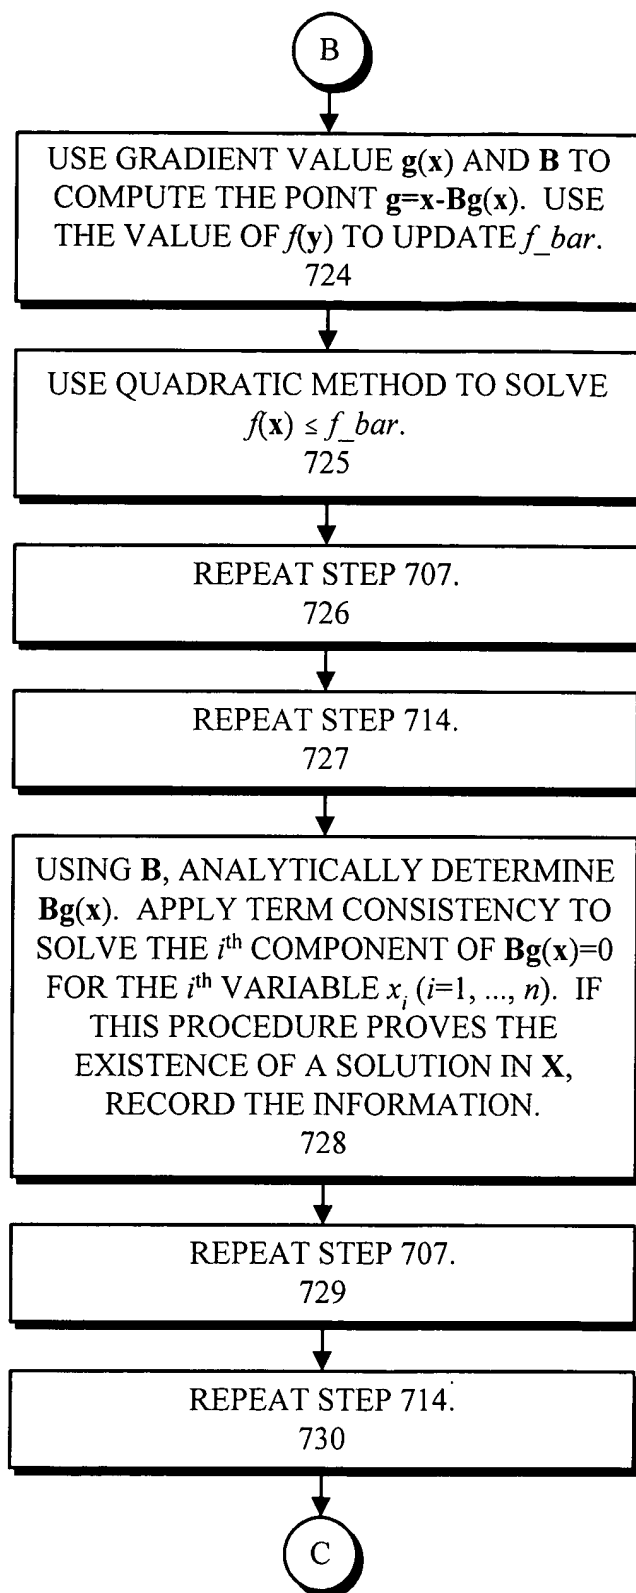 B
USE GRADIENT VALUE g(x) AND B TO
COMPUTE THE POINT g=x-Bg(x). USE
THE VALUE OF f(y) TO UPDATE f_bar.
724
USE QUADRATIC METHOD TO SOLVE
f(x) ≤ f_bar.
725
REPEAT STEP 707.
726
REPEAT STEP 714.
727
USING B, ANALYTICALLY DETERMINE
Bg(x). APPLY TERM CONSISTENCY TO
SOLVE THE ith COMPONENT OF Bg(x)=0
FOR THE ith VARIABLE xi (i=1, ..., n). IF
THIS PROCEDURE PROVES THE
EXISTENCE OF A SOLUTION IN X,
RECORD THE INFORMATION.
728
REPEAT STEP 707.
729
REPEAT STEP 714.
730
C